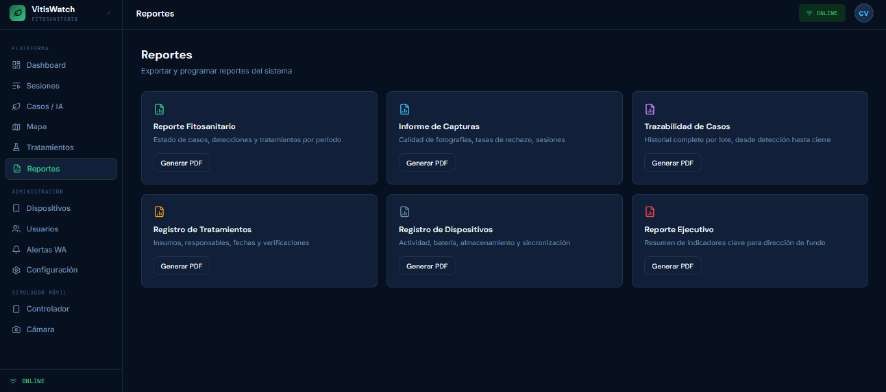 VitisWatch
FITOSANITARIO
Reportes
ONLINE
CV
PLATAFORMA
Dashboard
Sesiones
Casos / IA
Mapa
Tratamientos
Reportes
ADMINISTRACIÓN
Dispositivos
Usuarios
Alertas WA
Configuración
SIMULADOR MÓVIL
Controlador
Cámara
ONLINE
Reportes
Exportar y programar reportes del sistema
Reporte Fitosanitario
Estado de casos, detecciones y tratamientos por período
Generar PDF
Informe de Capturas
Calidad de fotografías, tasas de rechazo, sesiones
Generar PDF
Trazabilidad de Casos
Historial completo por lote, desde detección hasta cierre
Generar PDF
Registro de Tratamientos
Insumos, responsables, fechas y verificaciones
Generar PDF
Registro de Dispositivos
Actividad, batería, almacenamiento y sincronización
Generar PDF
Reporte Ejecutivo
Resumen de indicadores clave para dirección de fundo
Generar PDF